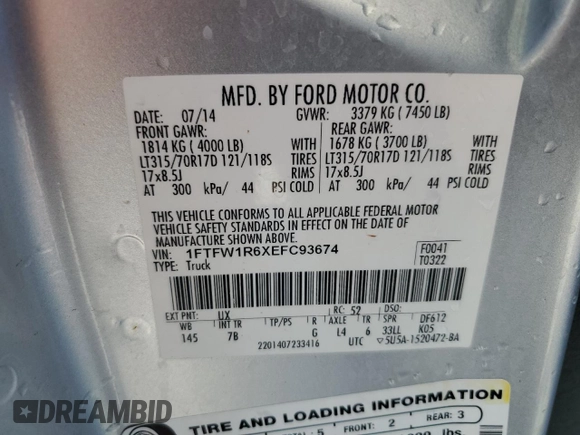 MFD. BY FORD MOTOR CO.
DATE: 07/14 GVWR: 3379 KG ( 7450 LB)
FRONT GAWR: REAR GAWR:
1814 KG ( 4000 LB) 1678 KG ( 3700 LB) WITH
LT315/70R17D 121/118S TIRES LT315/70R17D 121/118S TIRES
17x8.5J RIMS 17x8.5J RIMS
AT 300 kPa/ 44 PSI COLD AT 300 kPa/ 44 PSI COLD
THIS VEHICLE CONFORMS TO ALL APPLICABLE FEDERAL MOTOR
VEHICLE SAFETY STANDARDS IN EFFECT ON THE DATE OF
MANUFACTURE SHOWN ABOVE.
VIN: 1FTFW1R6XEFC93674 F0041
TYPE: Truck T0322
EXT PNT: UX RC: 52 DSO:
WB INT TR TP/PS R AXLE TR SPR DF612
145 7B G L4 6 33LL K05
2201407233416 UTC ▽5U5A-1520472-BA
TIRE AND LOADING INFORMATION
5 FRONT: 2 REAR: 3
lbs
DREAMBID